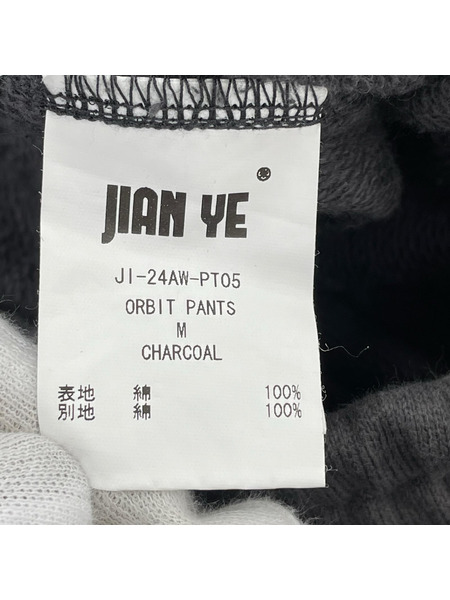 JIAN YE
JI-24AW-PT05
ORBIT PANTS
M
CHARCOAL
表地 綿 100%
別地 綿 100%